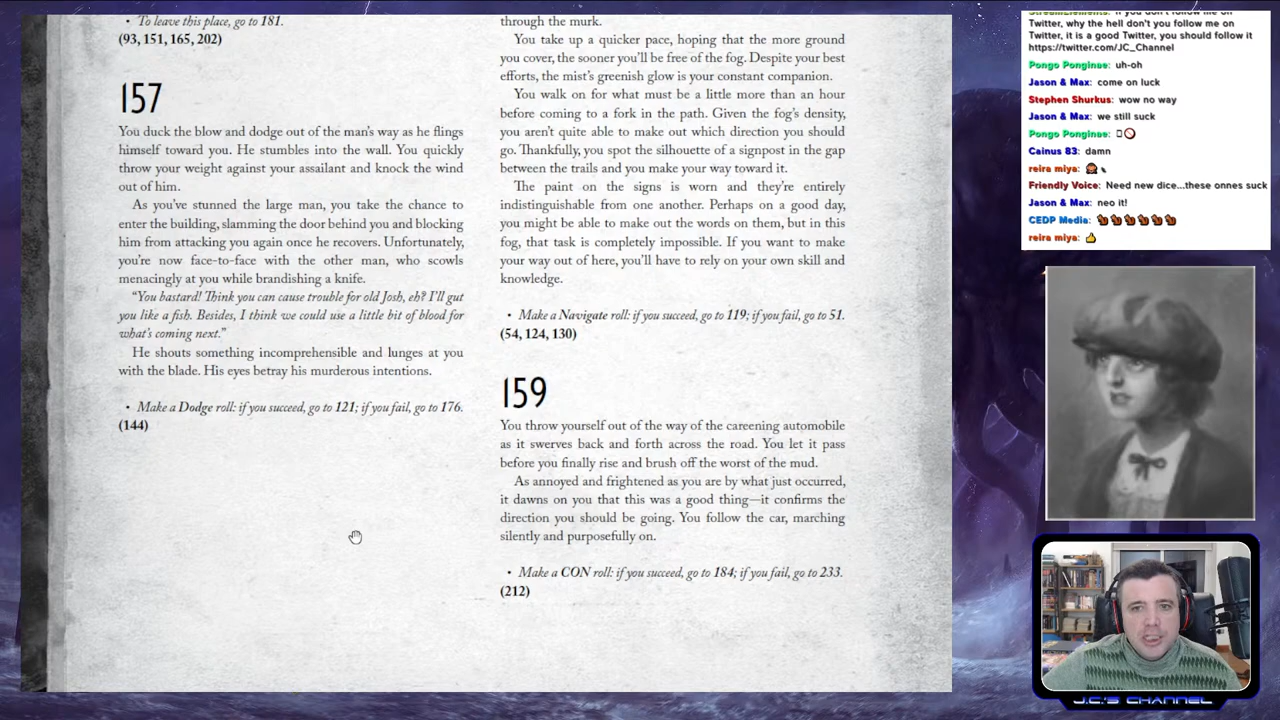 • To leave this place, go to 181.
(93, 151, 165, 202)
157
You duck the blow and dodge out of the man's way as he flings
himself toward you. He stumbles into the wall. You quickly
throw your weight against your assailant and knock the wind
out of him.
As you've stunned the large man, you take the chance to
enter the building, slamming the door behind you and blocking
him from attacking you again once he recovers. Unfortunately,
you're now face-to-face with the other man, who scowls
menacingly at you while brandishing a knife.
“You bastard! Think you can cause trouble for old Josh, eh? I'll gut
you like a fish. Besides, I think we could use a little bit of blood for
what's coming next.”
He shouts something incomprehensible and lunges at you
with the blade. His eyes betray his murderous intentions.
• Make a Dodge roll: if you succeed, go to 121; if you fail, go to 176.
(144)
through the murk.
You take up a quicker pace, hoping that the more ground
you cover, the sooner you'll be free of the fog. Despite your best
efforts, the mist's greenish glow is your constant companion.
You walk on for what must be a little more than an hour
before coming to a fork in the path. Given the fog's density,
you aren't quite able to make out which direction you should
go. Thankfully, you spot the silhouette of a signpost in the gap
between the trails and you make your way toward it.
The paint on the signs is worn and they're entirely
indistinguishable from one another. Perhaps on a good day,
you might be able to make out the words on them, but in this
fog, that task is completely impossible. If you want to make
your way out of here, you'll have to rely on your own skill and
knowledge.
• Make a Navigate roll: if you succeed, go to 119; if you fail, go to 51.
(54, 124, 130)
159
You throw yourself out of the way of the careening automobile
as it swerves back and forth across the road. You let it pass
before you finally rise and brush off the worst of the mud.
As annoyed and frightened as you are by what just occurred,
it dawns on you that this was a good thing—it confirms the
direction you should be going. You follow the car, marching
silently and purposefully on.
• Make a CON roll: if you succeed, go to 184; if you fail, go to 233.
(212)
Twitter, why the hell don't you follow me on
Twitter, it is a good Twitter, you should follow it
https://twitter.com/JC_Channel
Pongo Ponginae: uh-oh
Jason & Max: come on luck
Stephen Shurkus: wow no way
Jason & Max: we still suck
Pongo Ponginae:
Cainus 83: damn
reira miya:
Friendly Voice: Need new dice...these onnes suck
Jason & Max: neo it!
CEDP Media:
reira miya: 👍
J.C.'S CHANNEL